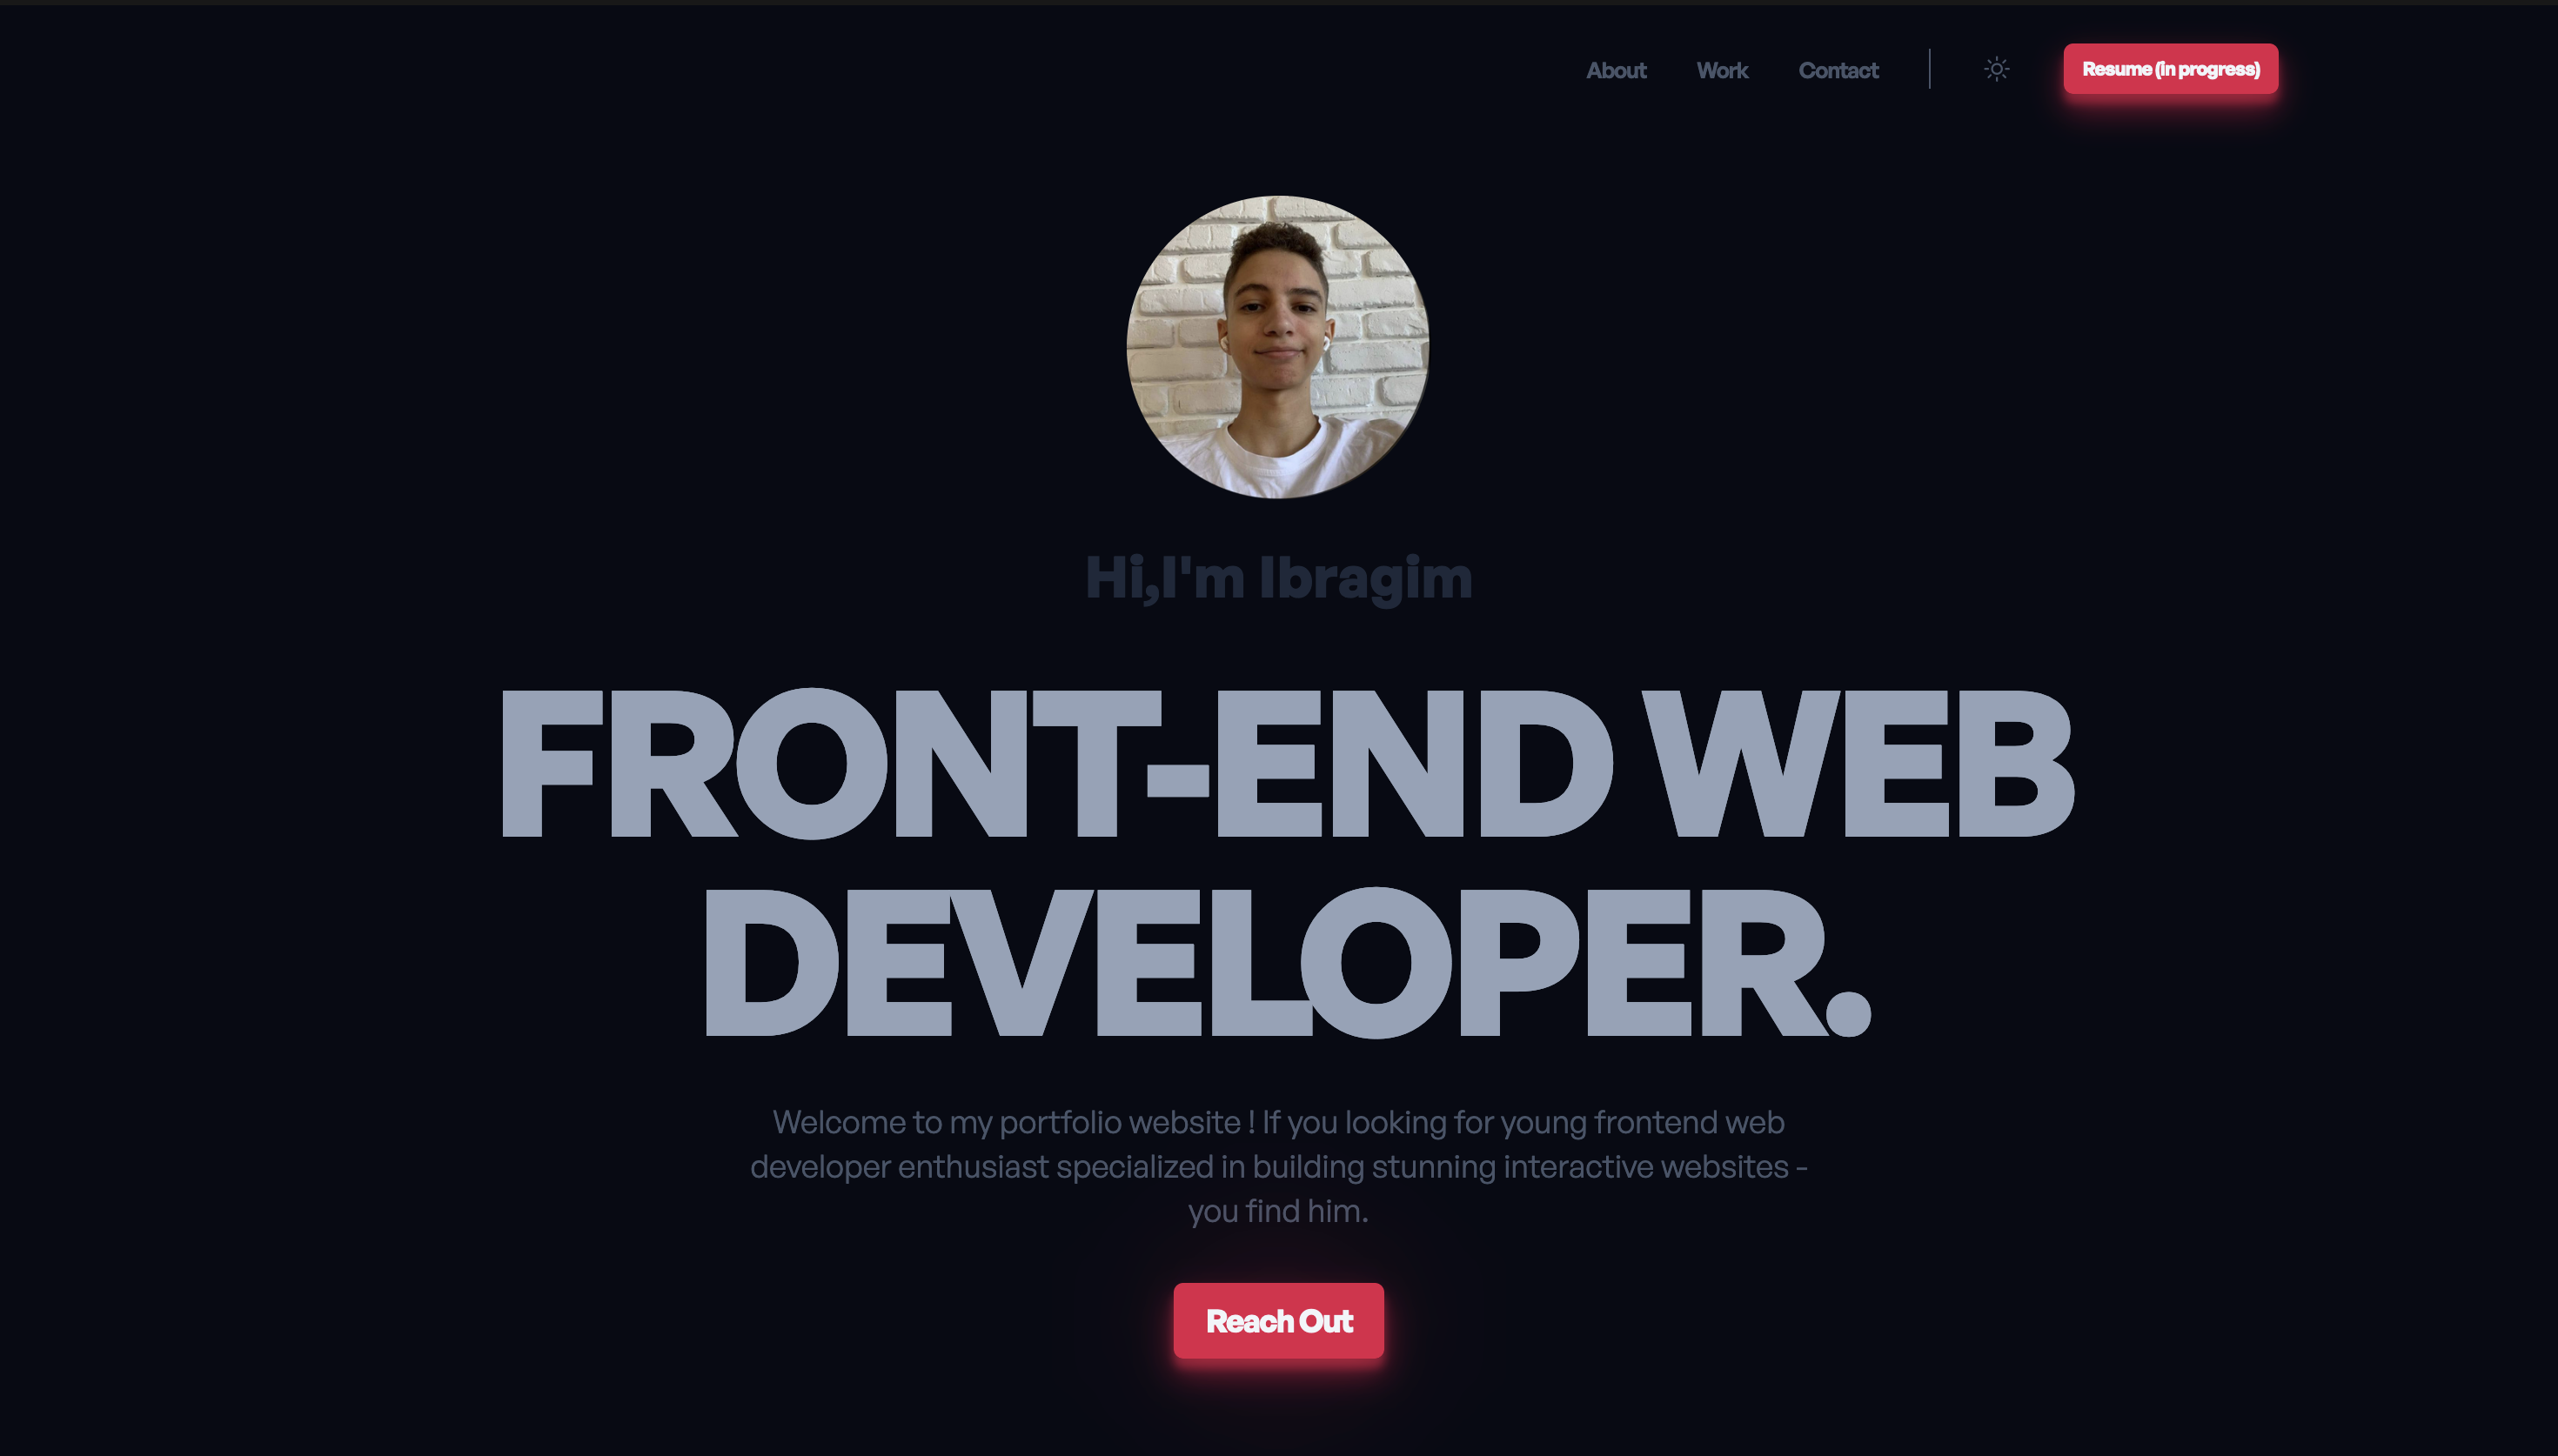 About Work Contact Resume (in progress)
Hi,I'm Ibragim
FRONT-END WEB
DEVELOPER.
Welcome to my portfolio website ! If you looking for young frontend web
developer enthusiast specialized in building stunning interactive websites -
you find him.
Reach Out